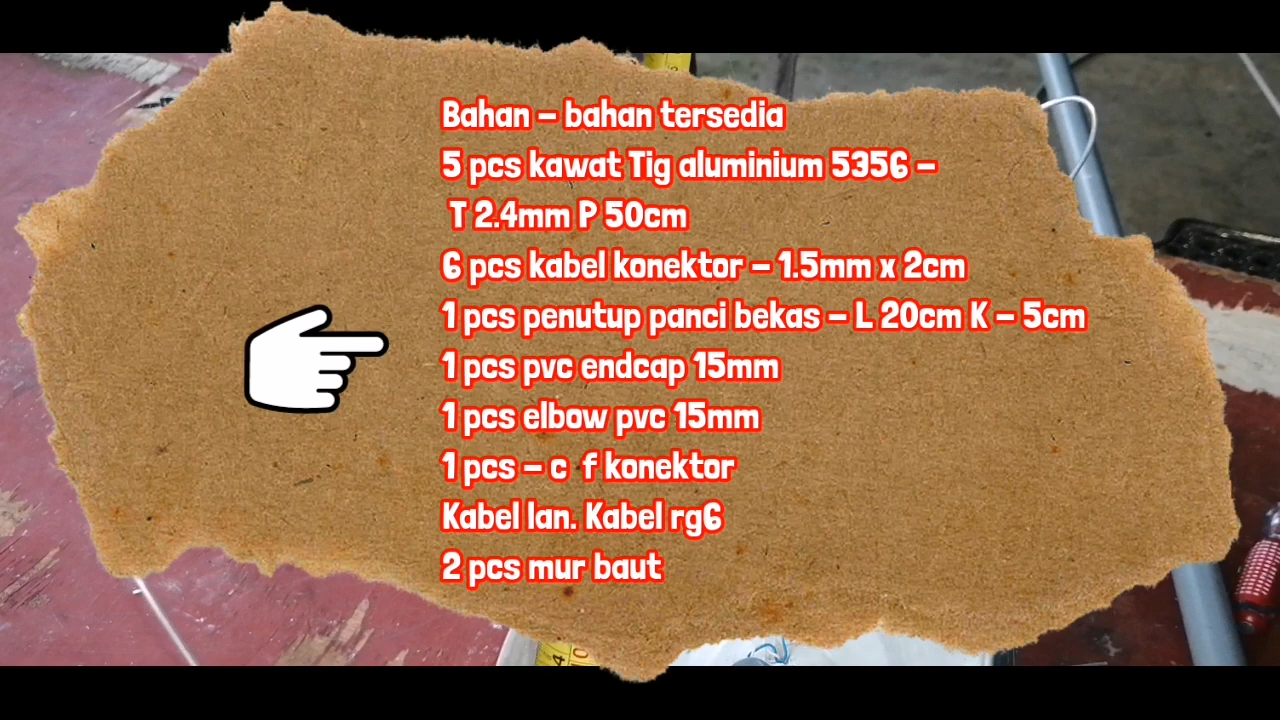 Bahan - bahan tersedia
5 pcs kawat Tig aluminium 5356 -
T 2.4mm P 50cm
6 pcs kabel konektor - 1.5mm x 2cm
1 pcs penutup panci bekas - L 20cm K - 5cm
1 pcs pvc endcap 15mm
1 pcs elbow pvc 15mm
1 pcs - c f konektor
Kabel lan. Kabel rg6
2 pcs mur baut